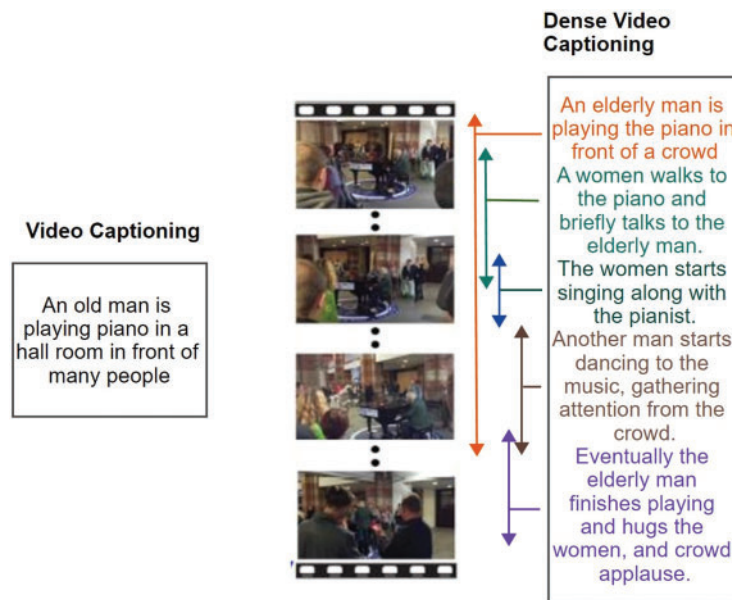 Video Captioning
An old man is
playing piano in a
hall room in front of
many people
Dense Video
Captioning
An elderly man is
playing the piano in
front of a crowd
A women walks to
the piano and
briefly talks to the
elderly man.
The women starts
singing along with
the pianist.
Another man starts
dancing to the
music, gathering
attention from the
crowd.
Eventually the
elderly man
finishes playing
and hugs the
women, and crowd
applause.